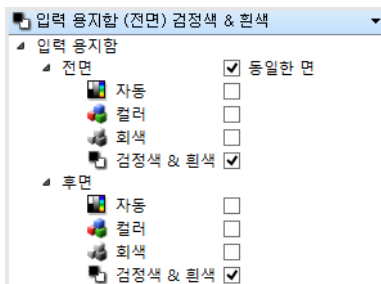 입력 용지함 (전면) 검정색 & 흰색
입력 용지함
전면 동일한 면
자동
컬러
회색
검정색 & 흰색
후면
자동
컬러
회색
검정색 & 흰색